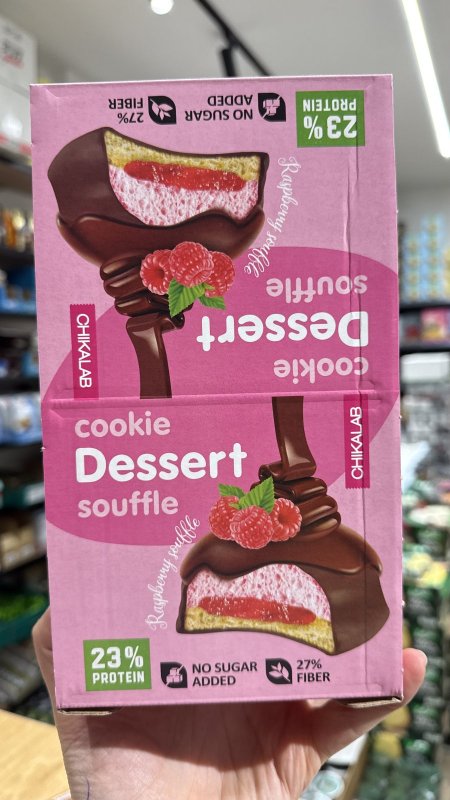 27%
FIBER
NO SUGAR
ADDED
23%
PROTEIN
Raspberry souffle
cookie
Dessert
souffle
CHIKALAB
cookie
Dessert
souffle
CHIKALAB
Raspberry souffle
23%
PROTEIN
NO SUGAR
ADDED
27%
FIBER